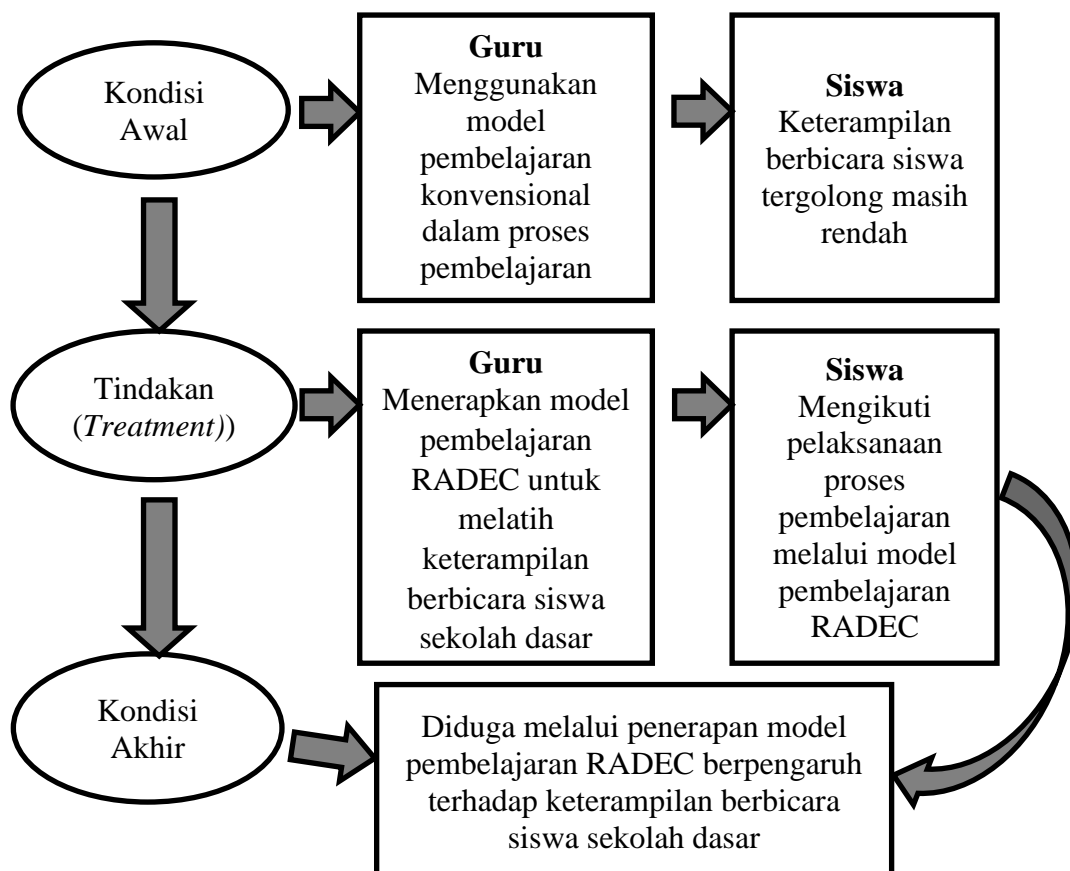 Kondisi
Awal
Guru
Menggunakan
model
pembelajaran
konvensional
dalam proses
pembelajaran
Siswa
Keterampilan
berbicara siswa
tergolong masih
rendah
Tindakan
(Treatment))
Guru
Menerapkan model
pembelajaran
RADEC untuk
melatih
keterampilan
berbicara siswa
sekolah dasar
Siswa
Mengikuti
pelaksanaan
proses
pembelajaran
melalui model
pembelajaran
RADEC
Kondisi
Akhir
Diduga melalui penerapan model
pembelajaran RADEC berpengaruh
terhadap keterampilan berbicara
siswa sekolah dasar